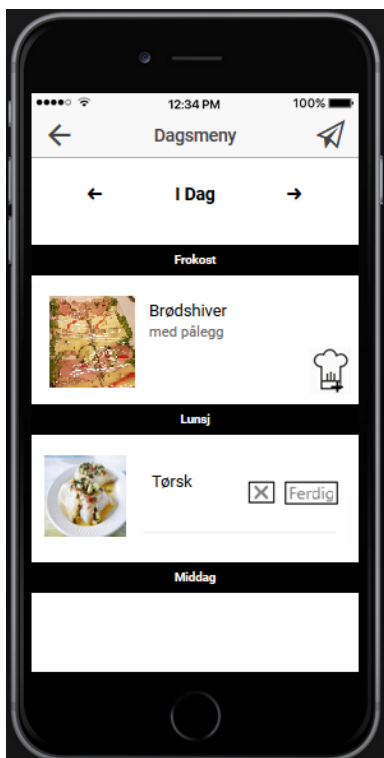 12:34 PM
100%
Dagsmeny
I Dag
Frokost
Brødshiver
med pålegg
Lunsj
Tørsk
Ferdig
Middag